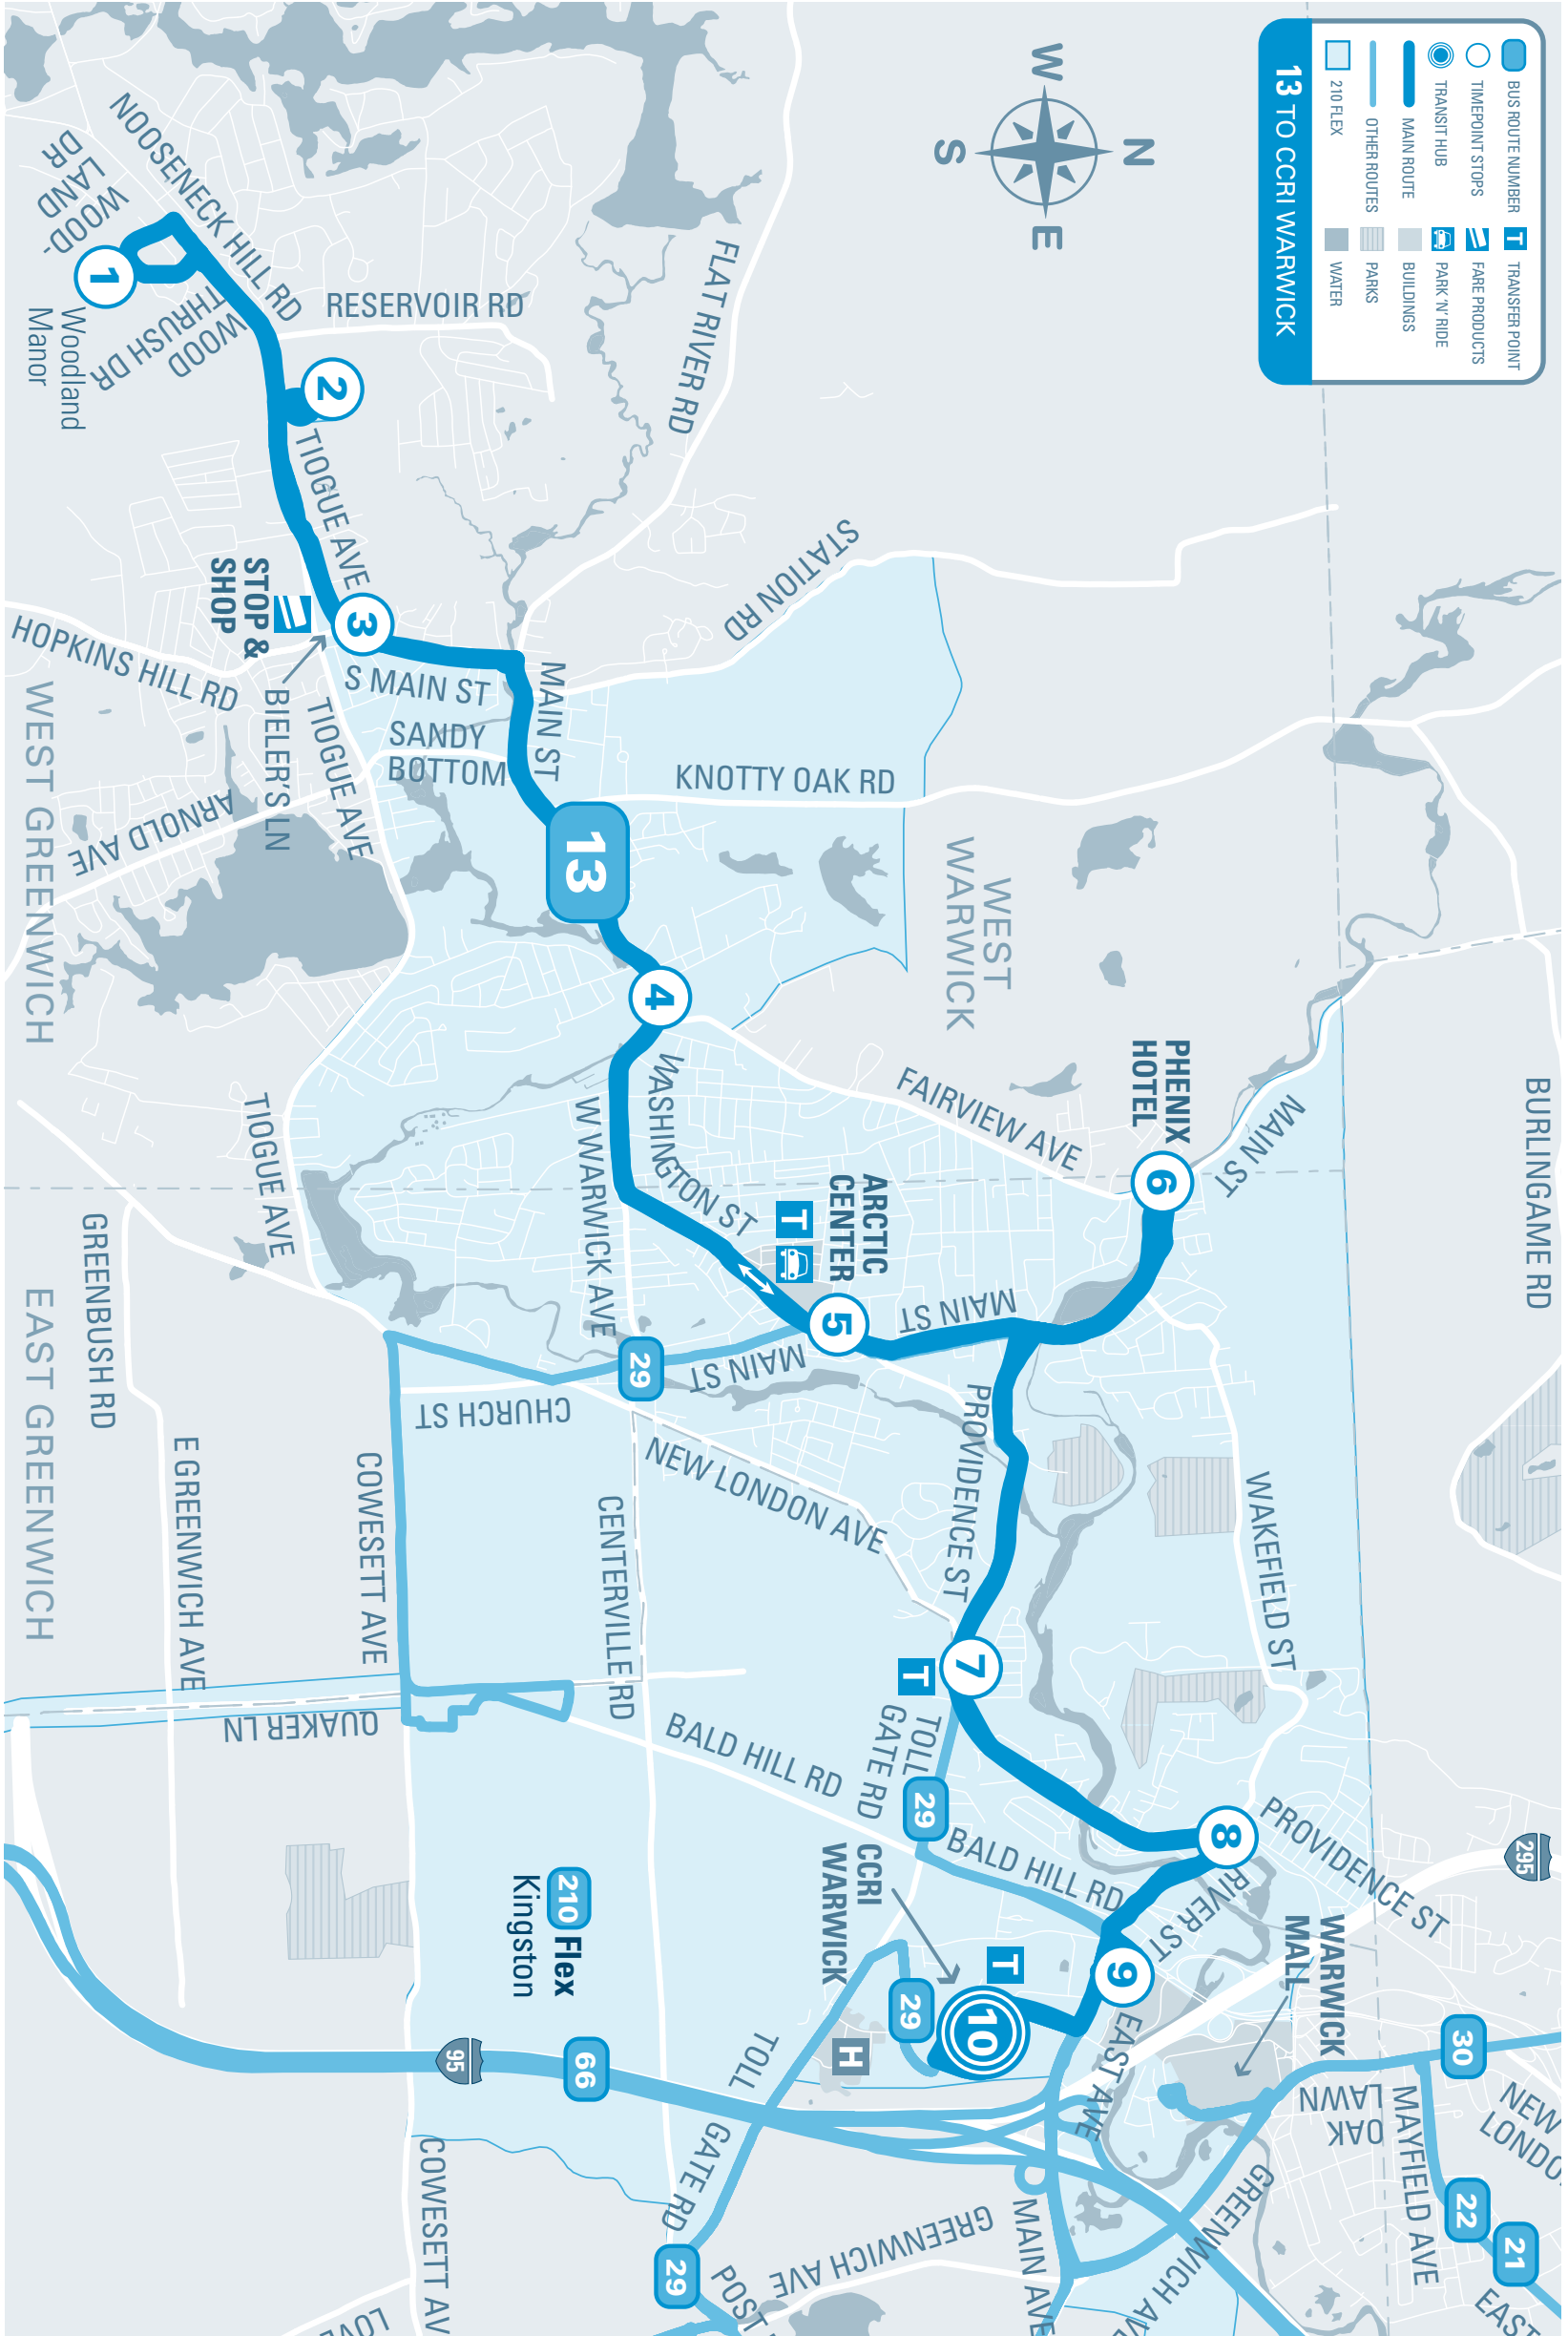 BUS ROUTE NUMBER
TIMEPOINT STOPS
TRANSIT HUB
MAIN ROUTE
OTHER ROUTES
210 FLEX
T TRANSFER POINT
FARE PRODUCTS
PARK 'N' RIDE
BUILDINGS
PARKS
WATER
13 TO CCRI WARWICK
N
W
E
S
295
BURLINGAME RD
PHENIX
HOTEL
6
MAIN ST
WAKEFIELD ST
PROVIDENCE ST
8
RIVER ST
WARWICK
MALL
30
OAK
LAWN
MAYFIELD AVE
NEW
LONDO
22
21
EAST
FLAT RIVER RD
STATION RD
KNOTTY OAK RD
WEST
WARWICK
FAIRVIEW AVE
ARCTIC
CENTER
T
5
MAIN ST
PROVIDENCE ST
NEW LONDON AVE
7
T
TOLL
GATE RD
29
BALD HILL RD
BALD HILL RD
9
T
10
CCRI
WARWICK
29
H
EAST AVE
GREENWICH AVE
GREENWICH AVE
MAIN AVE
RESERVOIR RD
NOOSENECK HILL RD
WOOD-
LAND
DR
1
Woodland
Manor
WOOD
THRUSH DR
2
TIOGUE AVE
3
STOP &
SHOP
BIELER'S LN
HOPKINS HILL RD
S MAIN ST
MAIN ST
SANDY
BOTTOM
TIOGUE AVE
ARNOLD AVE
WEST GREENWICH
13
4
WASHINGTON ST
W WARWICK AVE
29
MAIN ST
CHURCH ST
CENTERVILLE RD
TIOGUE AVE
GREENBUSH RD
EAST GREENWICH
E GREENWICH AVE
COWESETT AVE
QUAKER LN
210 Flex
Kingston
95
66
TOLL
GATE RD
29
POST
COWESETT AV
LOVE